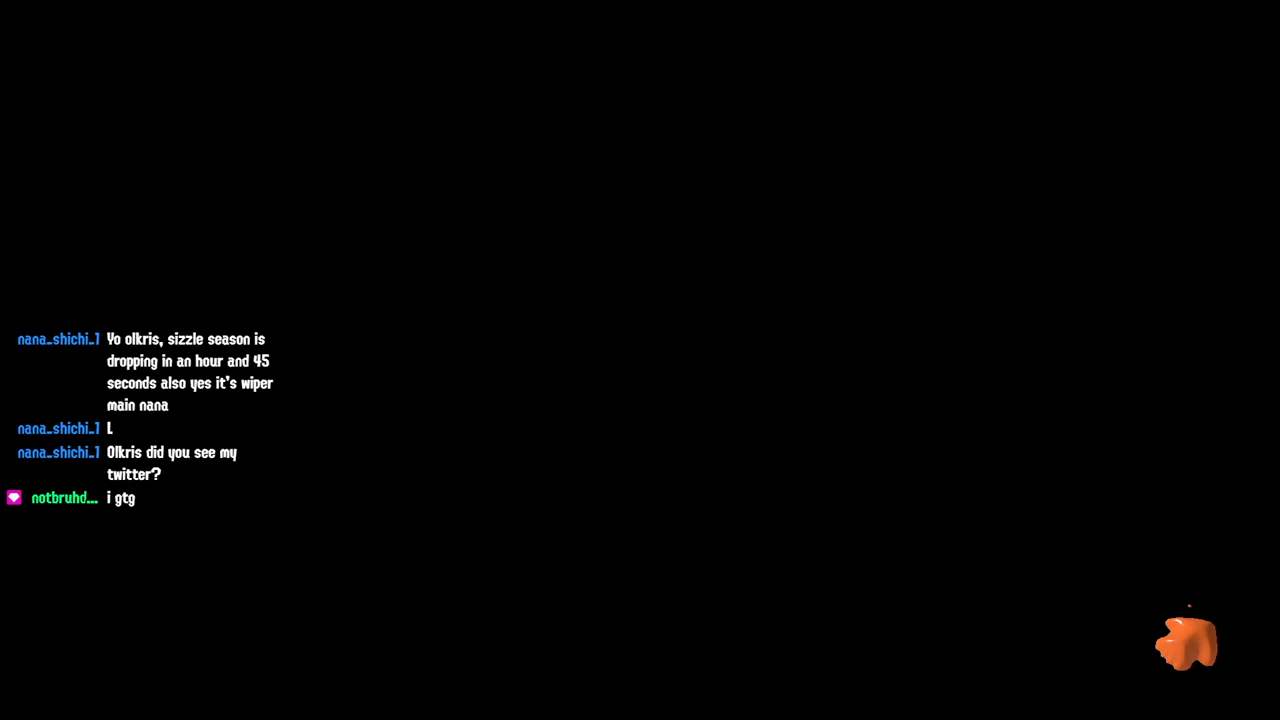 nana_shichi_1 Yo olkris, sizzle season is
dropping in an hour and 45
seconds also yes it's wiper
main nana
nana_shichi_1 L
nana_shichi_1 Olkris did you see my
twitter?
notbruhd... i gtg